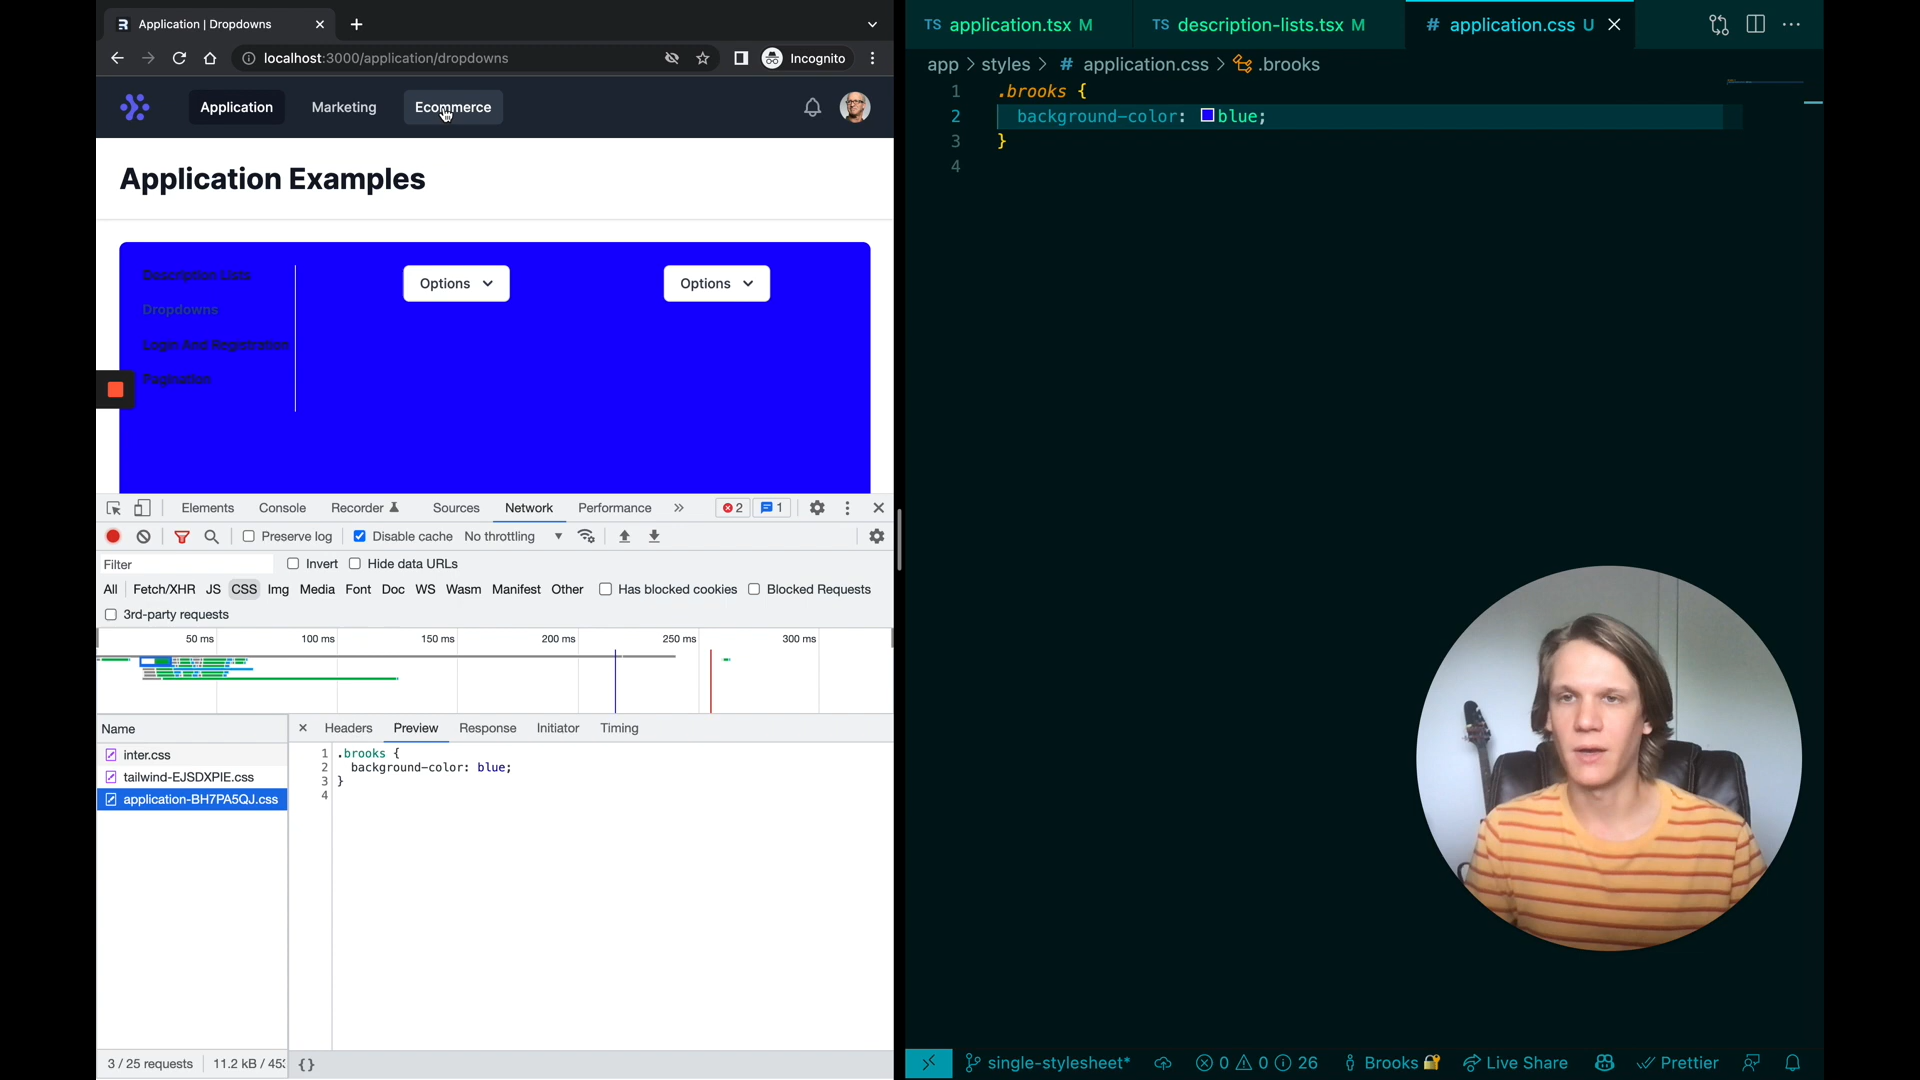 Application | Dropdowns
localhost:3000/application/dropdowns
Incognito
Application
Marketing
Ecommerce
Application Examples
Description Lists
Dropdowns
Login And Registration
Pagination
Options
Options
Elements
Console
Recorder
Sources
Network
Performance
2
1
Preserve log
Disable cache
No throttling
Filter
Invert
Hide data URLs
All
Fetch/XHR
JS
CSS
Img
Media
Font
Doc
WS
Wasm
Manifest
Other
Has blocked cookies
Blocked Requests
3rd-party requests
50 ms
100 ms
150 ms
200 ms
250 ms
300 ms
Name
inter.css
tailwind-EJSDXPIE.css
application-BH7PA5QJ.css
Headers
Preview
Response
Initiator
Timing
1 .brooks {
2 background-color: blue;
3 }
4
3 / 25 requests
11.2 kB
{}
TS application.tsx M
TS description-lists.tsx M
# application.css U
app > styles > # application.css > .brooks
1 .brooks {
2 background-color: blue;
3 }
4
single-stylesheet*
0
0
26
Brooks
Live Share
Prettier